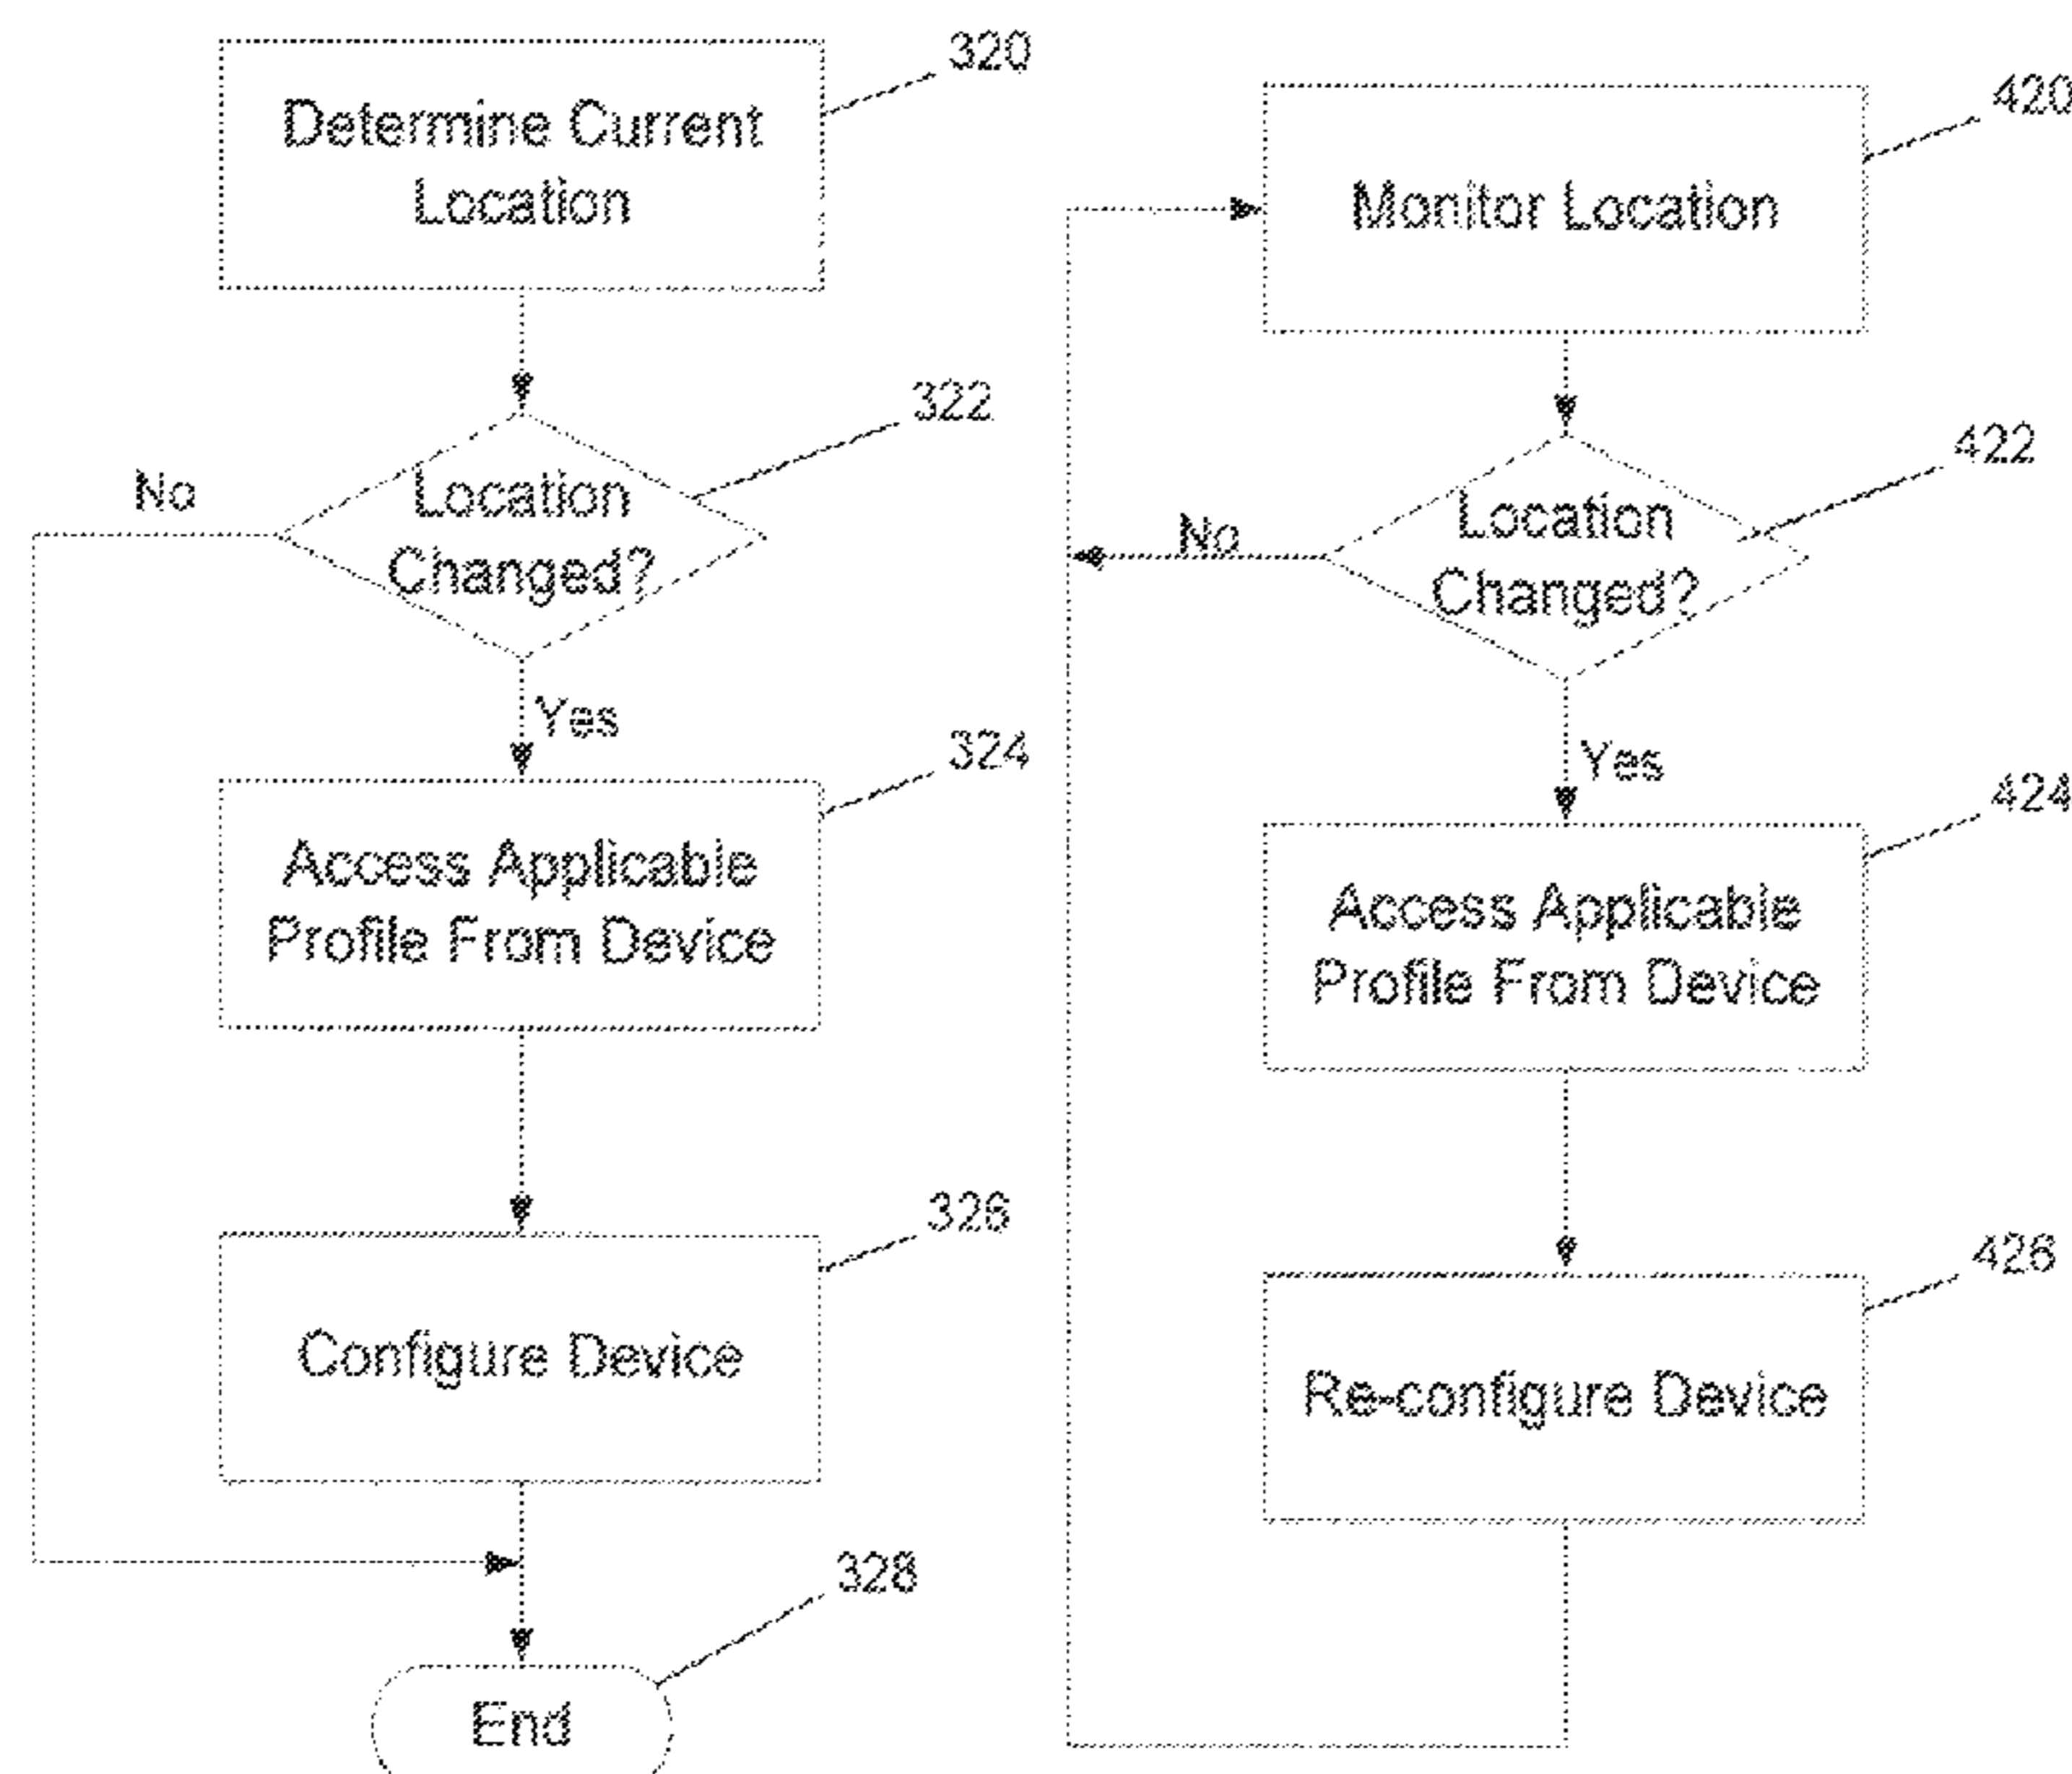 320
Determine Current
Location
322
Location
Changed?
No
Yes
324
Access Applicable
Profile From Device
326
Configure Device
328
End
420
Monitor Location
422
Location
Changed?
No
Yes
424
Access Applicable
Profile From Device
426
Re-configure Device